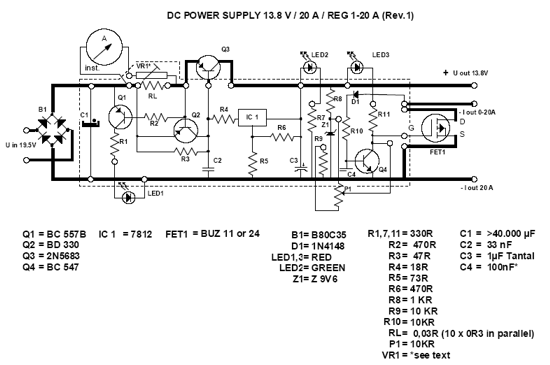 DC POWER SUPPLY 13.8 V / 20 A / REG 1-20 A (Rev.1)
A
inst.
VR1*
Q3
LED2
LED3
+ U out 13.8V
B1
C1
Q1
RL
D1
R8
R11
- I out 0-20A
R2
Q2
R4
IC 1
R7
Z1
R10
G
D
S
U in 19.5V
R1
R6
R9
FET1
R3
C2
R5
C3
C4
Q4
P1
LED1
- I out 20 A
Q1 = BC 557B
IC 1 = 7812
FET1 = BUZ 11 or 24
Q2 = BD 330
Q3 = 2N5683
Q4 = BC 547
B1= B80C35
D1= 1N4148
LED1,3= RED
LED2= GREEN
Z1= Z 9V6
R1,7,11= 330R
R2= 470R
R3 = 47R
R4 = 18R
R5 = 73R
R6 =470R
R8 = 1 KR
R9 = 10 KR
R10 = 10KR
RL= 0,03R (10 x 0R3 in parallel)
P1 = 10KR
VR1 = *see text
C1 = >40.000 µF
C2 = 33 nF
C3 = 1µF Tantal
C4 = 100nF*